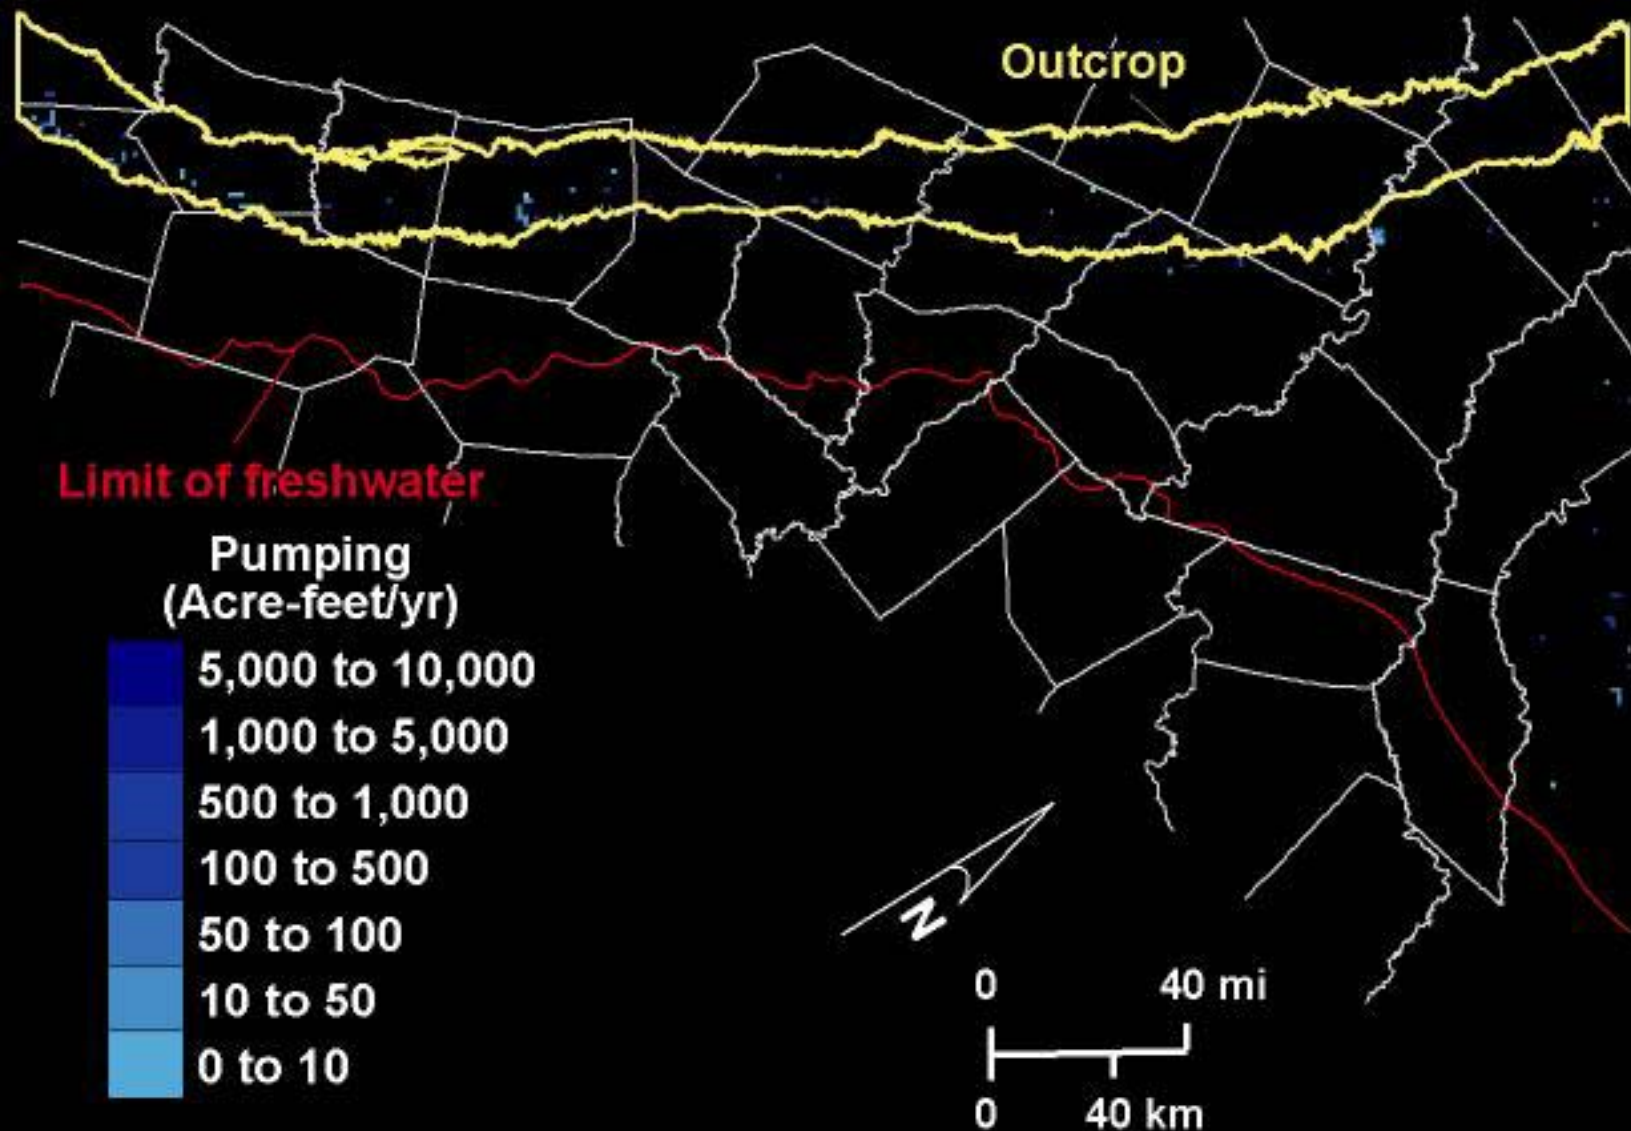 Outcrop
Limit of freshwater
Pumping
(Acre-feet/yr)
5,000 to 10,000
1,000 to 5,000
500 to 1,000
100 to 500
50 to 100
10 to 50
0 to 10
N
0 40 mi
0 40 km